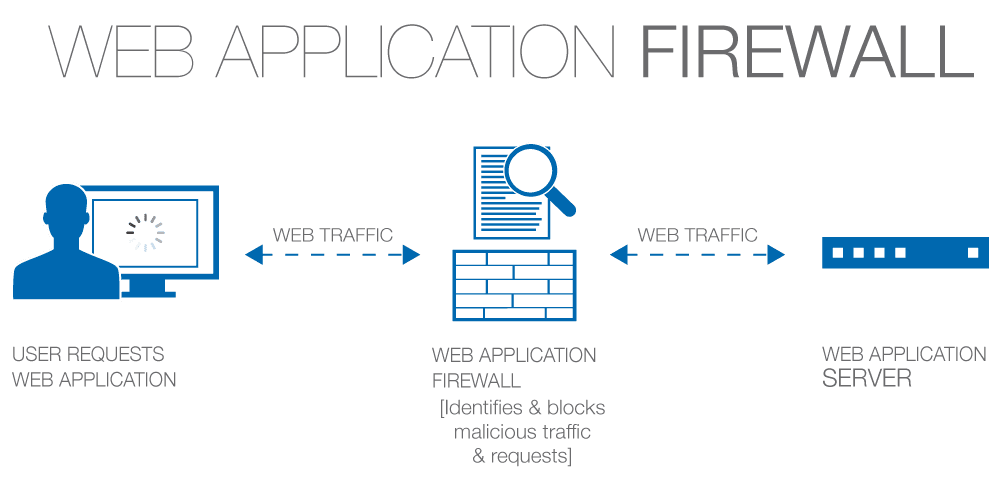 WEB APPLICATION FIREWALL
WEB TRAFFIC
WEB TRAFFIC
USER REQUESTS
WEB APPLICATION
WEB APPLICATION
FIREWALL
[Identifies & blocks
malicious traffic
& requests]
WEB APPLICATION
SERVER